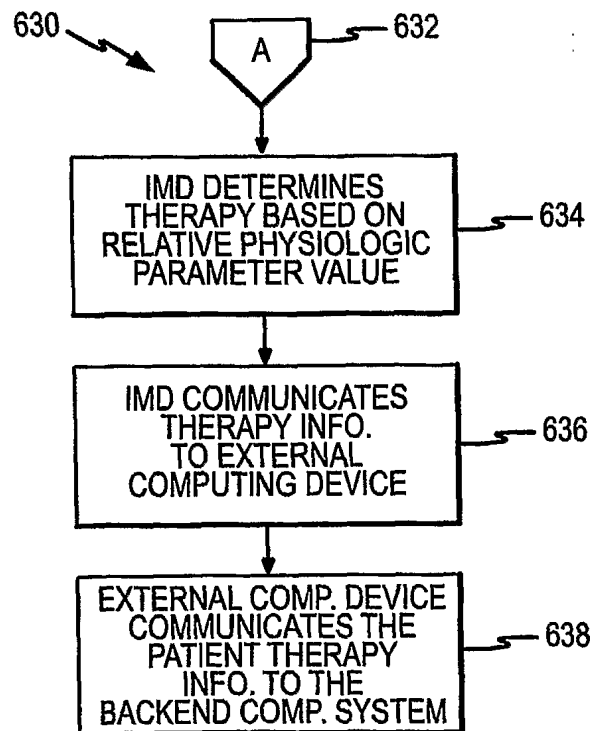 630
632
A
IMD DETERMINES
THERAPY BASED ON
RELATIVE PHYSIOLOGIC
PARAMETER VALUE
634
IMD COMMUNICATES
THERAPY INFO.
TO EXTERNAL
COMPUTING DEVICE
636
EXTERNAL COMP. DEVICE
COMMUNICATES THE
PATIENT THERAPY
INFO. TO THE
BACKEND COMP. SYSTEM
638